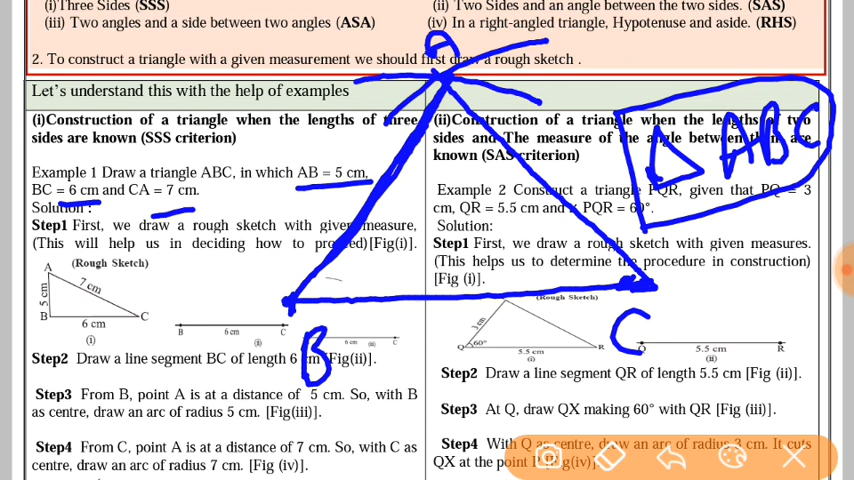 (i)Three Sides (SSS)
(ii) Two Sides and an angle between the two sides. (SAS)
(iii) Two angles and a side between two angles (ASA)
(iv) In a right-angled triangle, Hypotenuse and aside. (RHS)
2. To construct a triangle with a given measurement we should first draw a rough sketch .
Let's understand this with the help of examples
A
(i)Construction of a triangle when the lengths of three
sides are known (SSS criterion)
Example 1 Draw a triangle ABC, in which AB = 5 cm,
BC = 6 cm and CA = 7 cm.
Solution :
Step1 First, we draw a rough sketch with given measure,
(This will help us in deciding how to proceed)[Fig(i)].
(Rough Sketch)
A
5 cm
7 cm
B
C
6 cm
(i)
B
6 cm
C
(ii)
6 cm
(ii)
C
B
Step2 Draw a line segment BC of length 6 cm [Fig(ii)].
Step3 From B, point A is at a distance of 5 cm. So, with B
as centre, draw an arc of radius 5 cm. [Fig(iii)].
Step4 From C, point A is at a distance of 7 cm. So, with C as
centre, draw an arc of radius 7 cm. [Fig (iv)].
(ii)Construction of a triangle when the lengths of two
sides and The measure of the angle between them are
known (SAS criterion)
△ ABC
Example 2 Construct a triangle PQR, given that PQ = 3
cm, QR = 5.5 cm and ∠ PQR = 60°.
Solution:
Step1 First, we draw a rough sketch with given measures.
(This helps us to determine the procedure in construction)
[Fig (i)].
(Rough Sketch)
3 cm
60°
Q
R
5.5 cm
(i)
C
Q
R
5.5 cm
(ii)
Step2 Draw a line segment QR of length 5.5 cm [Fig (ii)].
Step3 At Q, draw QX making 60° with QR [Fig (iii)].
Step4 With Q as centre, draw an arc of radius 3 cm. It cuts
QX at the point P [Fig(iv)].